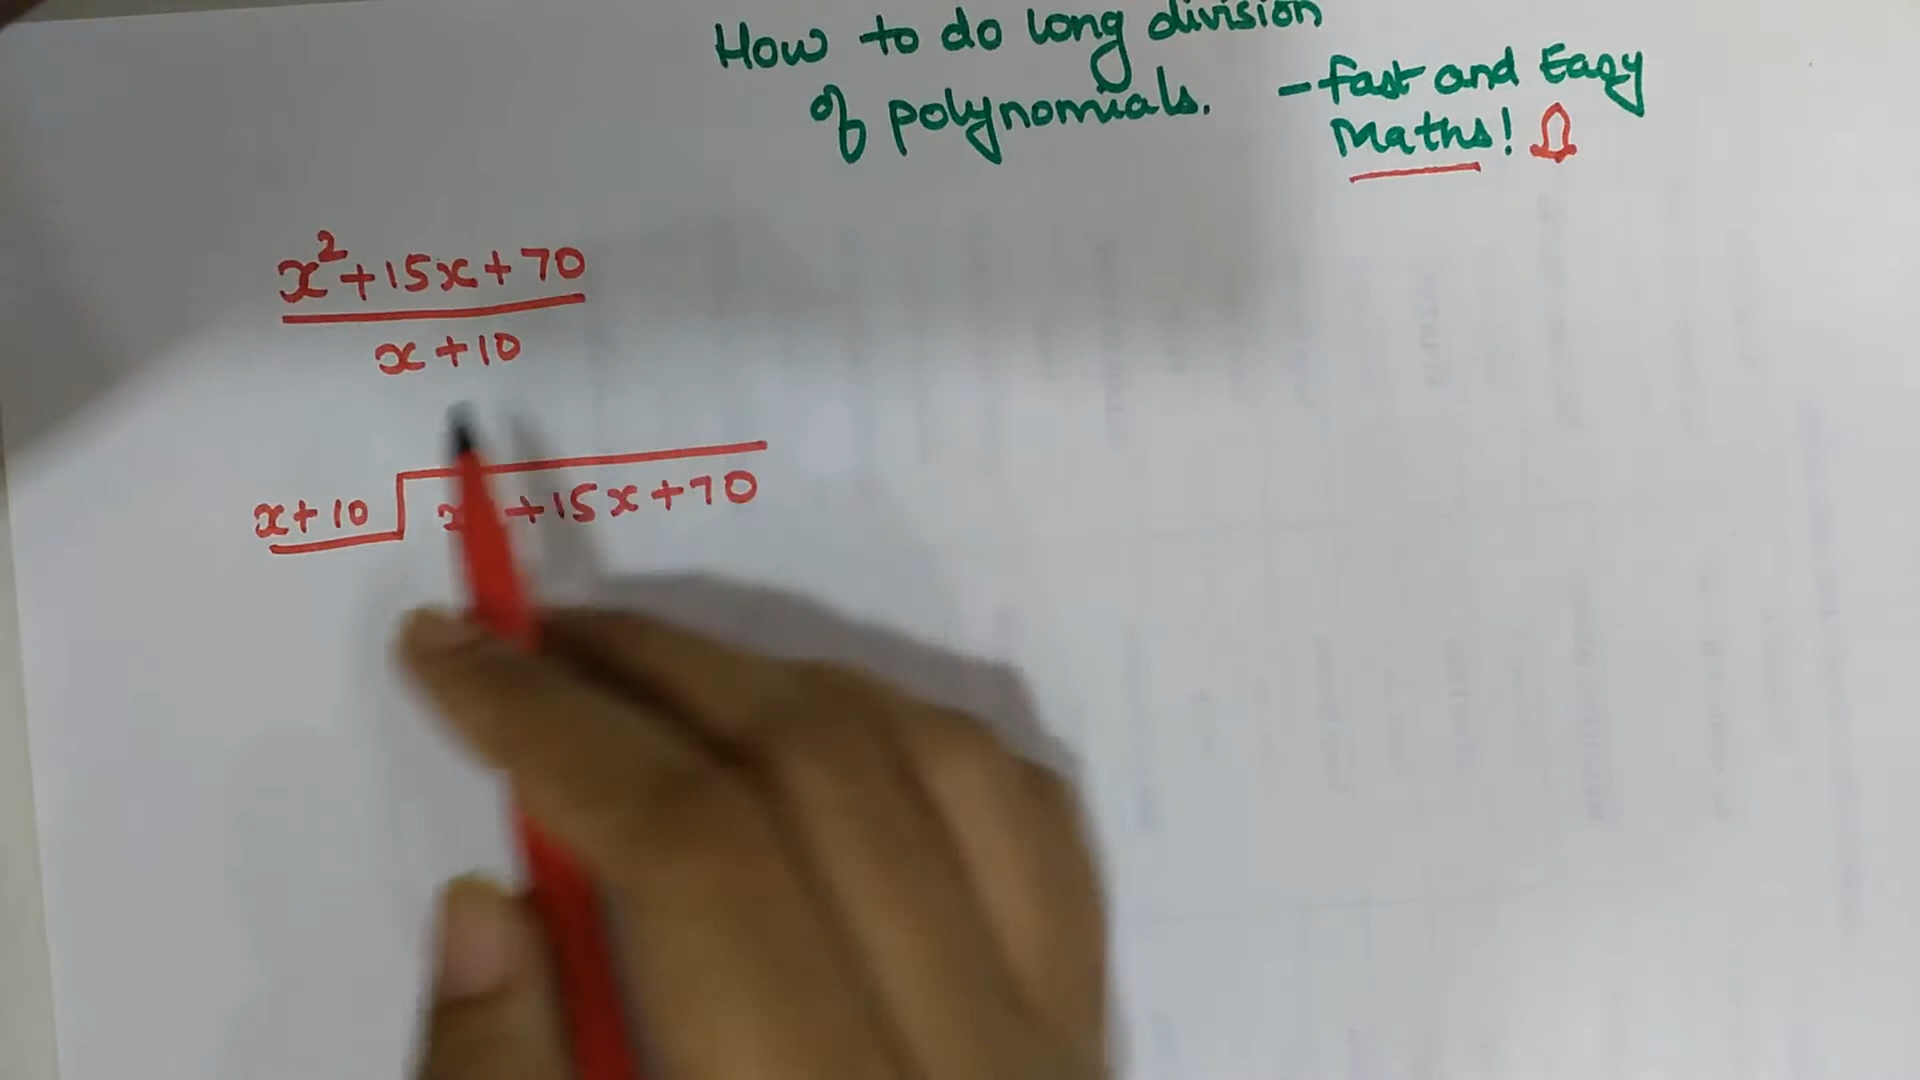 How to do long division
of polynomials.
- fast and Easy
Maths!
x²+15x+70
x+10
x+10
x +15x+70